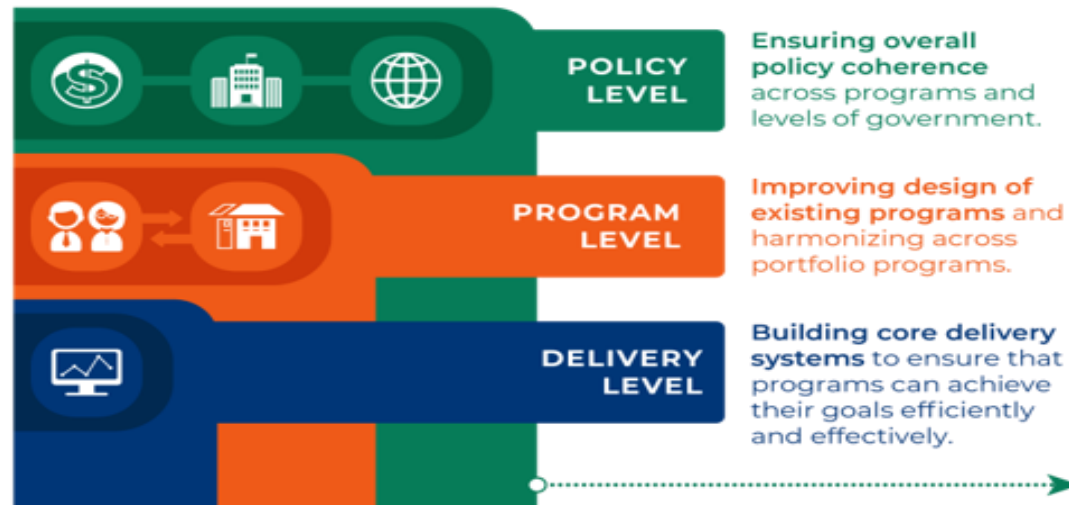 POLICY
LEVEL
Ensuring overall
policy coherence
across programs and
levels of government.
PROGRAM
LEVEL
Improving design of
existing programs and
harmonizing across
portfolio programs.
DELIVERY
LEVEL
Building core delivery
systems to ensure that
programs can achieve
their goals efficiently
and effectively.